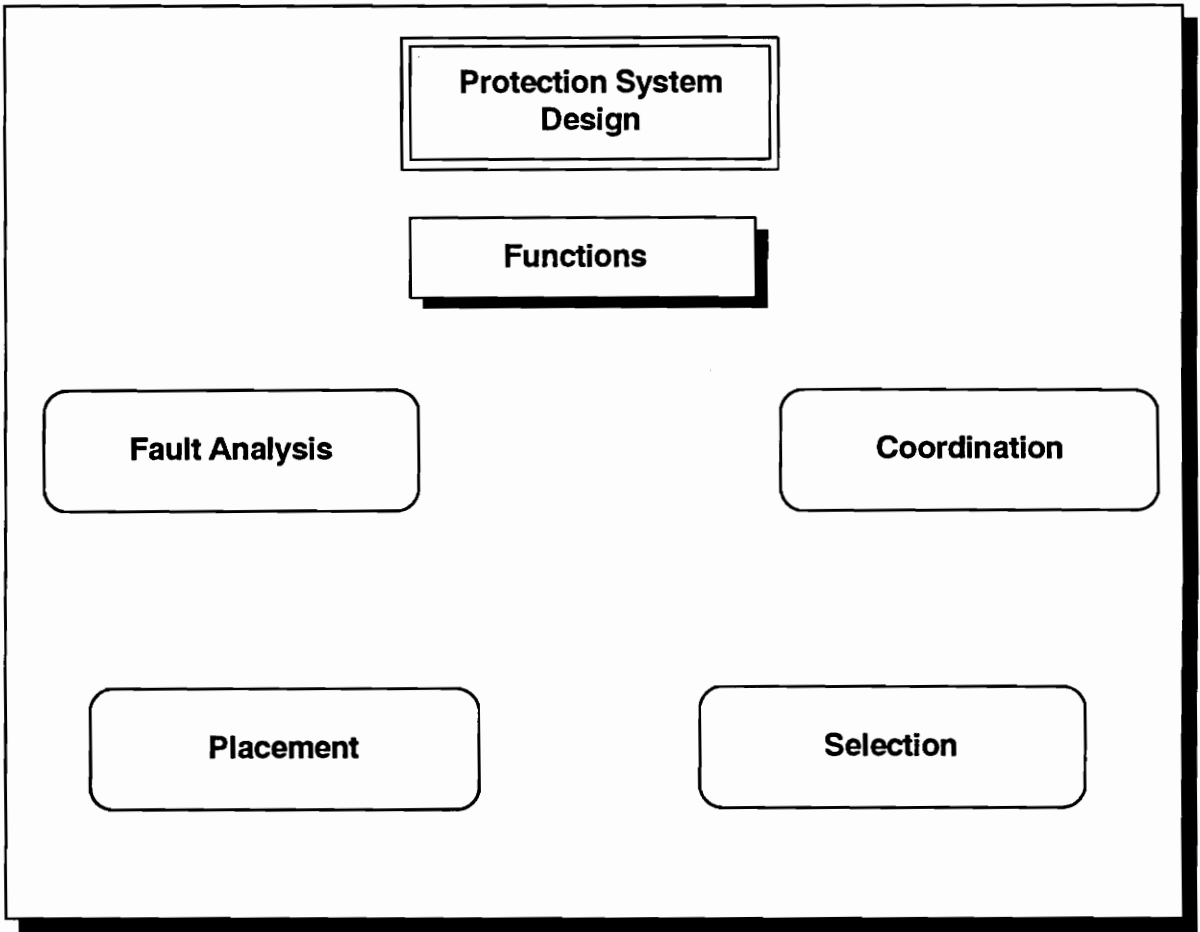 Protection System
Design
Functions
Fault Analysis
Coordination
Placement
Selection